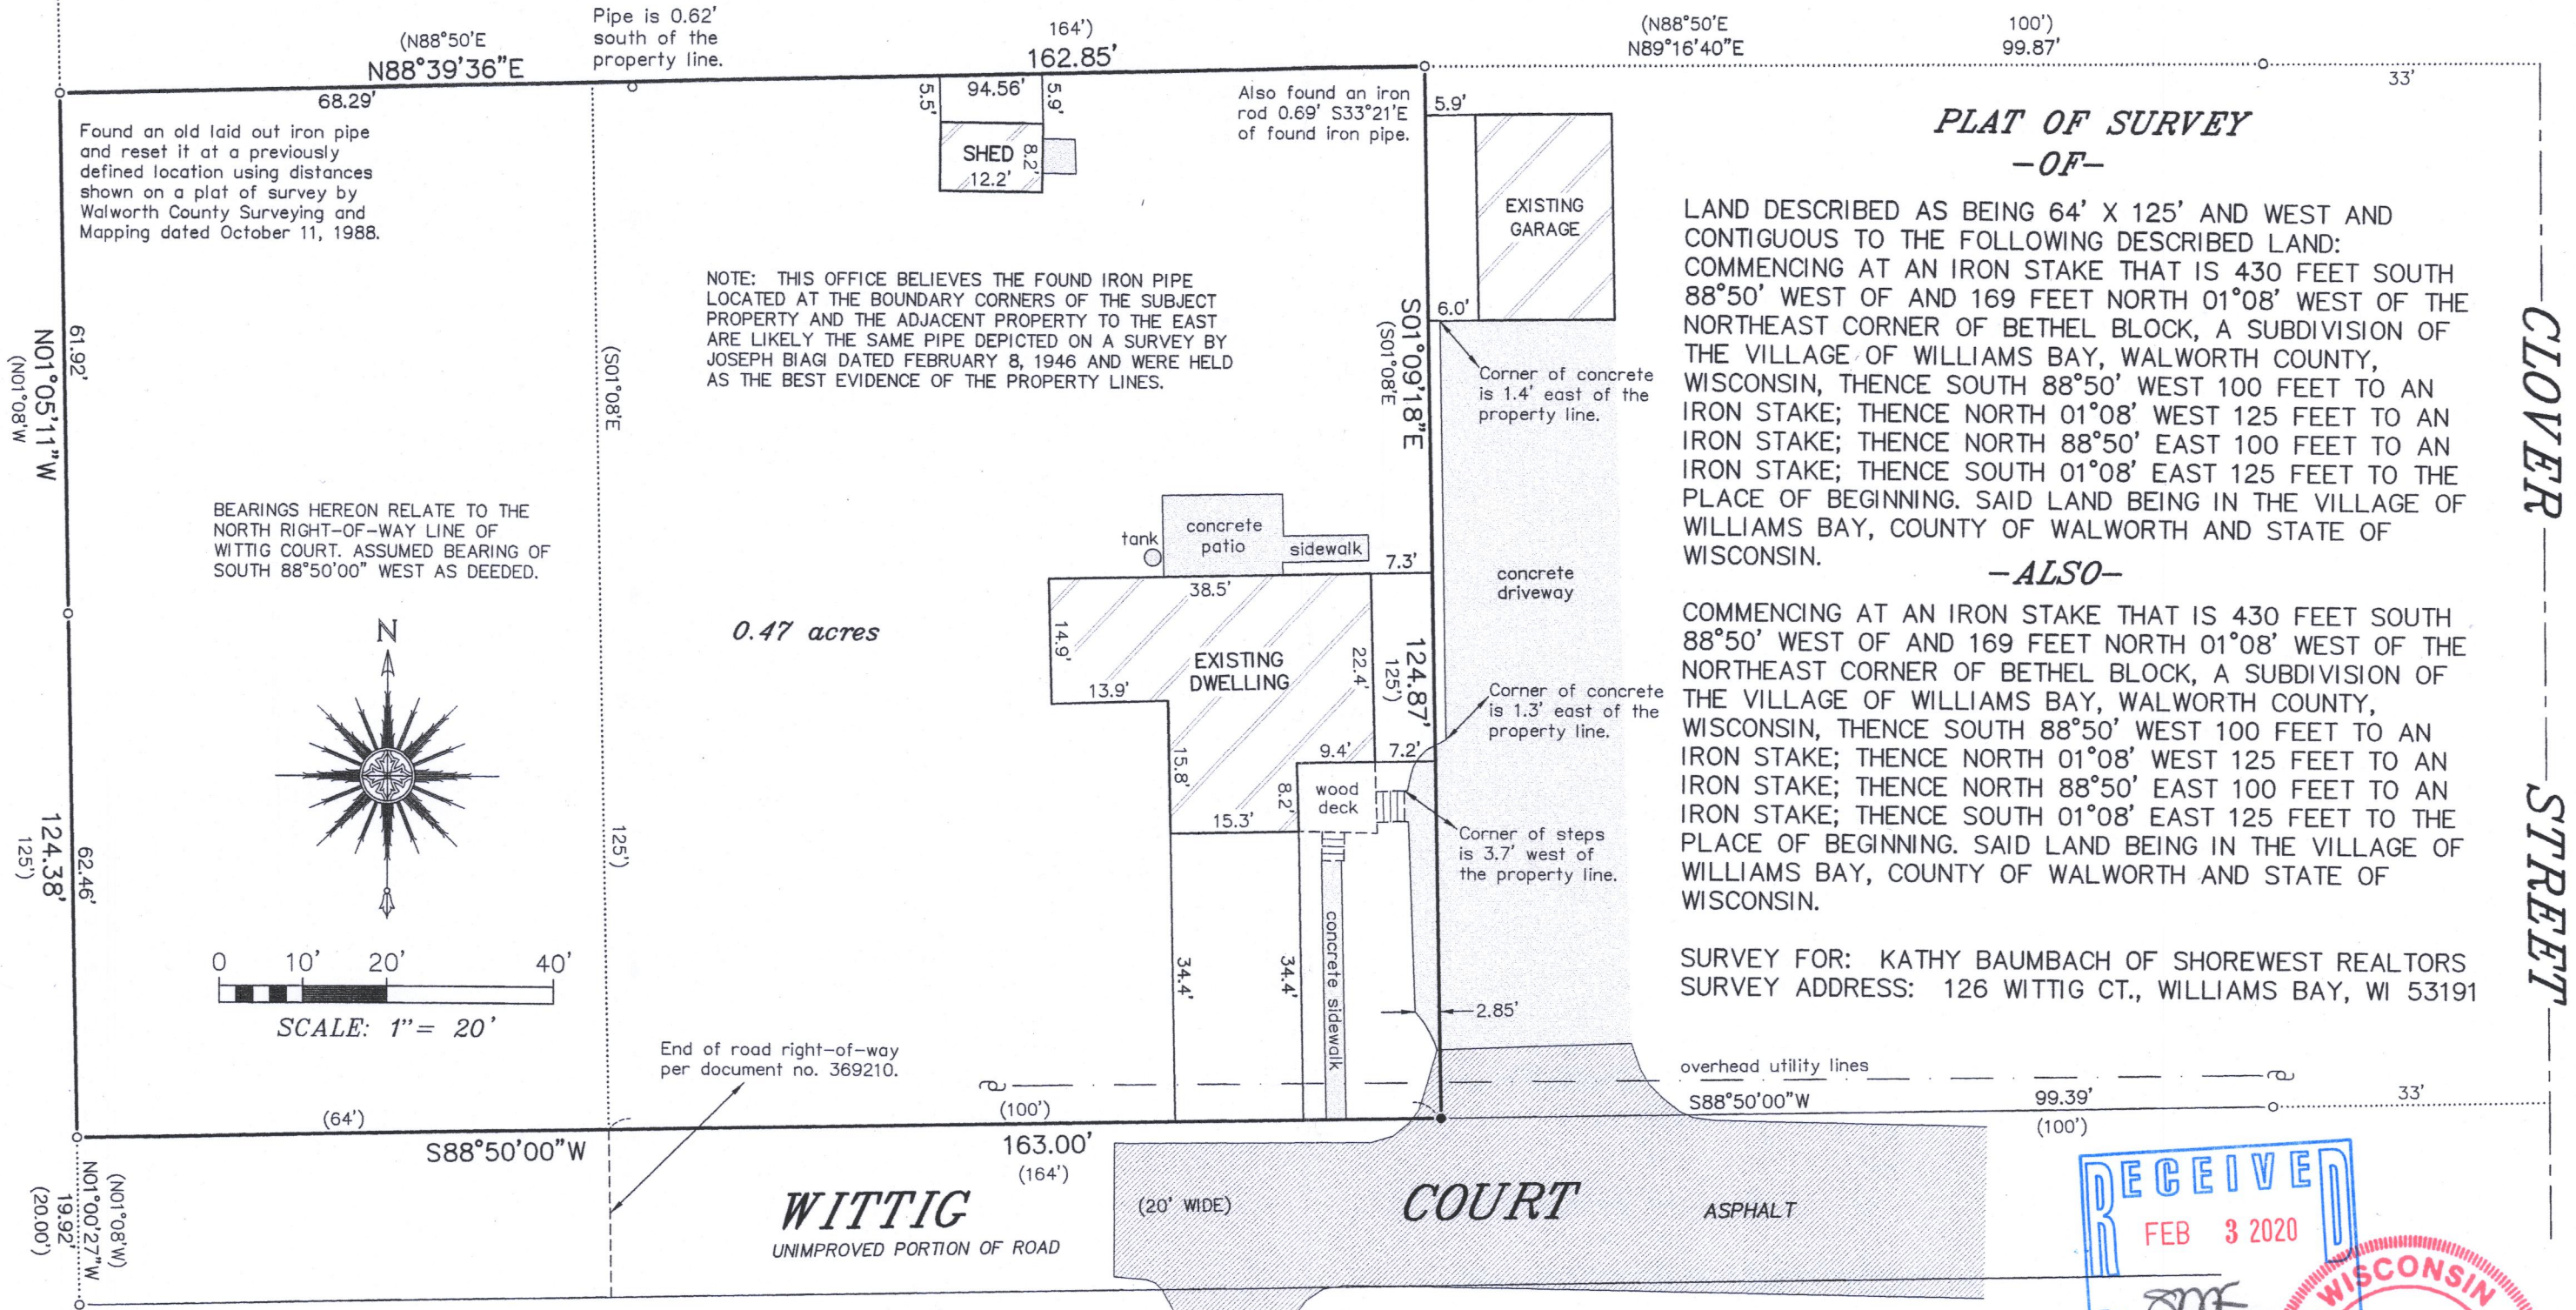 Pipe is 0.62'
south of the
property line.
(N88°50'E
164')
N88°39'36"E
162.85'
68.29'
94.56'
(N88°50'E
100')
N89°16'40"E
99.87'
33'
Found an old laid out iron pipe
and reset it at a previously
defined location using distances
shown on a plat of survey by
Walworth County Surveying and
Mapping dated October 11, 1988.
5.5'
5.9'
SHED
8.2'
12.2'
Also found an iron
rod 0.69' S33°21'E
of found iron pipe.
5.9'
EXISTING
GARAGE
6.0'
NOTE: THIS OFFICE BELIEVES THE FOUND IRON PIPE
LOCATED AT THE BOUNDARY CORNERS OF THE SUBJECT
PROPERTY AND THE ADJACENT PROPERTY TO THE EAST
ARE LIKELY THE SAME PIPE DEPICTED ON A SURVEY BY
JOSEPH BIAGI DATED FEBRUARY 8, 1946 AND WERE HELD
AS THE BEST EVIDENCE OF THE PROPERTY LINES.
61.92'
N01°05'11"W
(N01°08'W
124.38'
125')
62.46'
(S01°08'E
125')
S01°09'18"E
(S01°08'E
124.87'
125')
Corner of concrete
is 1.4' east of the
property line.
BEARINGS HEREON RELATE TO THE
NORTH RIGHT-OF-WAY LINE OF
WITTIG COURT. ASSUMED BEARING OF
SOUTH 88°50'00" WEST AS DEEDED.
N
0 10' 20' 40'
SCALE: 1"= 20'
0.47 acres
tank
concrete
patio
sidewalk
7.3'
38.5'
14.9'
13.9'
EXISTING
DWELLING
22.4'
15.8'
15.3'
9.4'
7.2'
8.2'
wood
deck
concrete
driveway
Corner of concrete
is 1.3' east of the
property line.
Corner of steps
is 3.7' west of
the property line.
34.4'
34.4'
concrete sidewalk
2.85'
End of road right-of-way
per document no. 369210.
overhead utility lines
(64')
(100')
S88°50'00"W
163.00'
(164')
S88°50'00"W
99.39'
(100')
33'
(N01°08'W)
N01°00'27"W
19.92'
(20.00')
WITTIG
COURT
(20' WIDE)
ASPHALT
UNIMPROVED PORTION OF ROAD
PLAT OF SURVEY
-OF-
LAND DESCRIBED AS BEING 64' X 125' AND WEST AND
CONTIGUOUS TO THE FOLLOWING DESCRIBED LAND:
COMMENCING AT AN IRON STAKE THAT IS 430 FEET SOUTH
88°50' WEST OF AND 169 FEET NORTH 01°08' WEST OF THE
NORTHEAST CORNER OF BETHEL BLOCK, A SUBDIVISION OF
THE VILLAGE OF WILLIAMS BAY, WALWORTH COUNTY,
WISCONSIN, THENCE SOUTH 88°50' WEST 100 FEET TO AN
IRON STAKE; THENCE NORTH 01°08' WEST 125 FEET TO AN
IRON STAKE; THENCE NORTH 88°50' EAST 100 FEET TO AN
IRON STAKE; THENCE SOUTH 01°08' EAST 125 FEET TO THE
PLACE OF BEGINNING. SAID LAND BEING IN THE VILLAGE OF
WILLIAMS BAY, COUNTY OF WALWORTH AND STATE OF
WISCONSIN.
-ALSO-
COMMENCING AT AN IRON STAKE THAT IS 430 FEET SOUTH
88°50' WEST OF AND 169 FEET NORTH 01°08' WEST OF THE
NORTHEAST CORNER OF BETHEL BLOCK, A SUBDIVISION OF
THE VILLAGE OF WILLIAMS BAY, WALWORTH COUNTY,
WISCONSIN, THENCE SOUTH 88°50' WEST 100 FEET TO AN
IRON STAKE; THENCE NORTH 01°08' WEST 125 FEET TO AN
IRON STAKE; THENCE NORTH 88°50' EAST 100 FEET TO AN
IRON STAKE; THENCE SOUTH 01°08' EAST 125 FEET TO THE
PLACE OF BEGINNING. SAID LAND BEING IN THE VILLAGE OF
WILLIAMS BAY, COUNTY OF WALWORTH AND STATE OF
WISCONSIN.
SURVEY FOR: KATHY BAUMBACH OF SHOREWEST REALTORS
SURVEY ADDRESS: 126 WITTIG CT., WILLIAMS BAY, WI 53191
CLOVER STREET
RECEIVED
FEB 3 2020
WISCONSIN